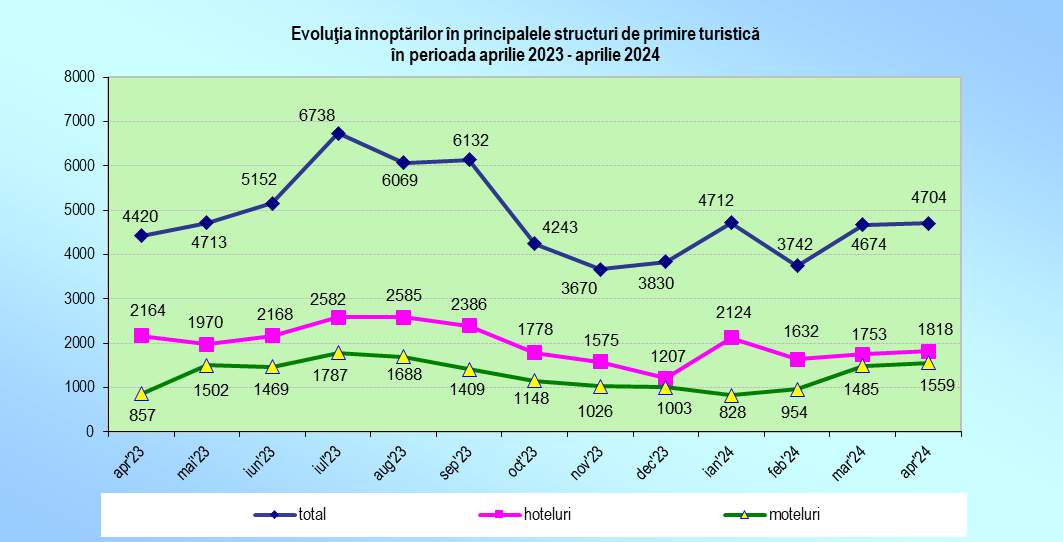 Evoluţia înnoptărilor în principalele structuri de primire turistică
în perioada aprilie 2023 - aprilie 2024
8000
7000
6000
5000
4000
3000
2000
1000
0
4420
4713
5152
6738
6069
6132
4243
3670
3830
4712
3742
4674
4704
2164
1970
2168
2582
2585
2386
1778
1575
1207
2124
1632
1753
1818
857
1502
1469
1787
1688
1409
1148
1026
1003
828
954
1485
1559
apr'23
mai'23
iun'23
iul'23
aug'23
sep'23
oct'23
nov'23
dec'23
ian'24
feb'24
mar'24
apr'24
total
hoteluri
moteluri